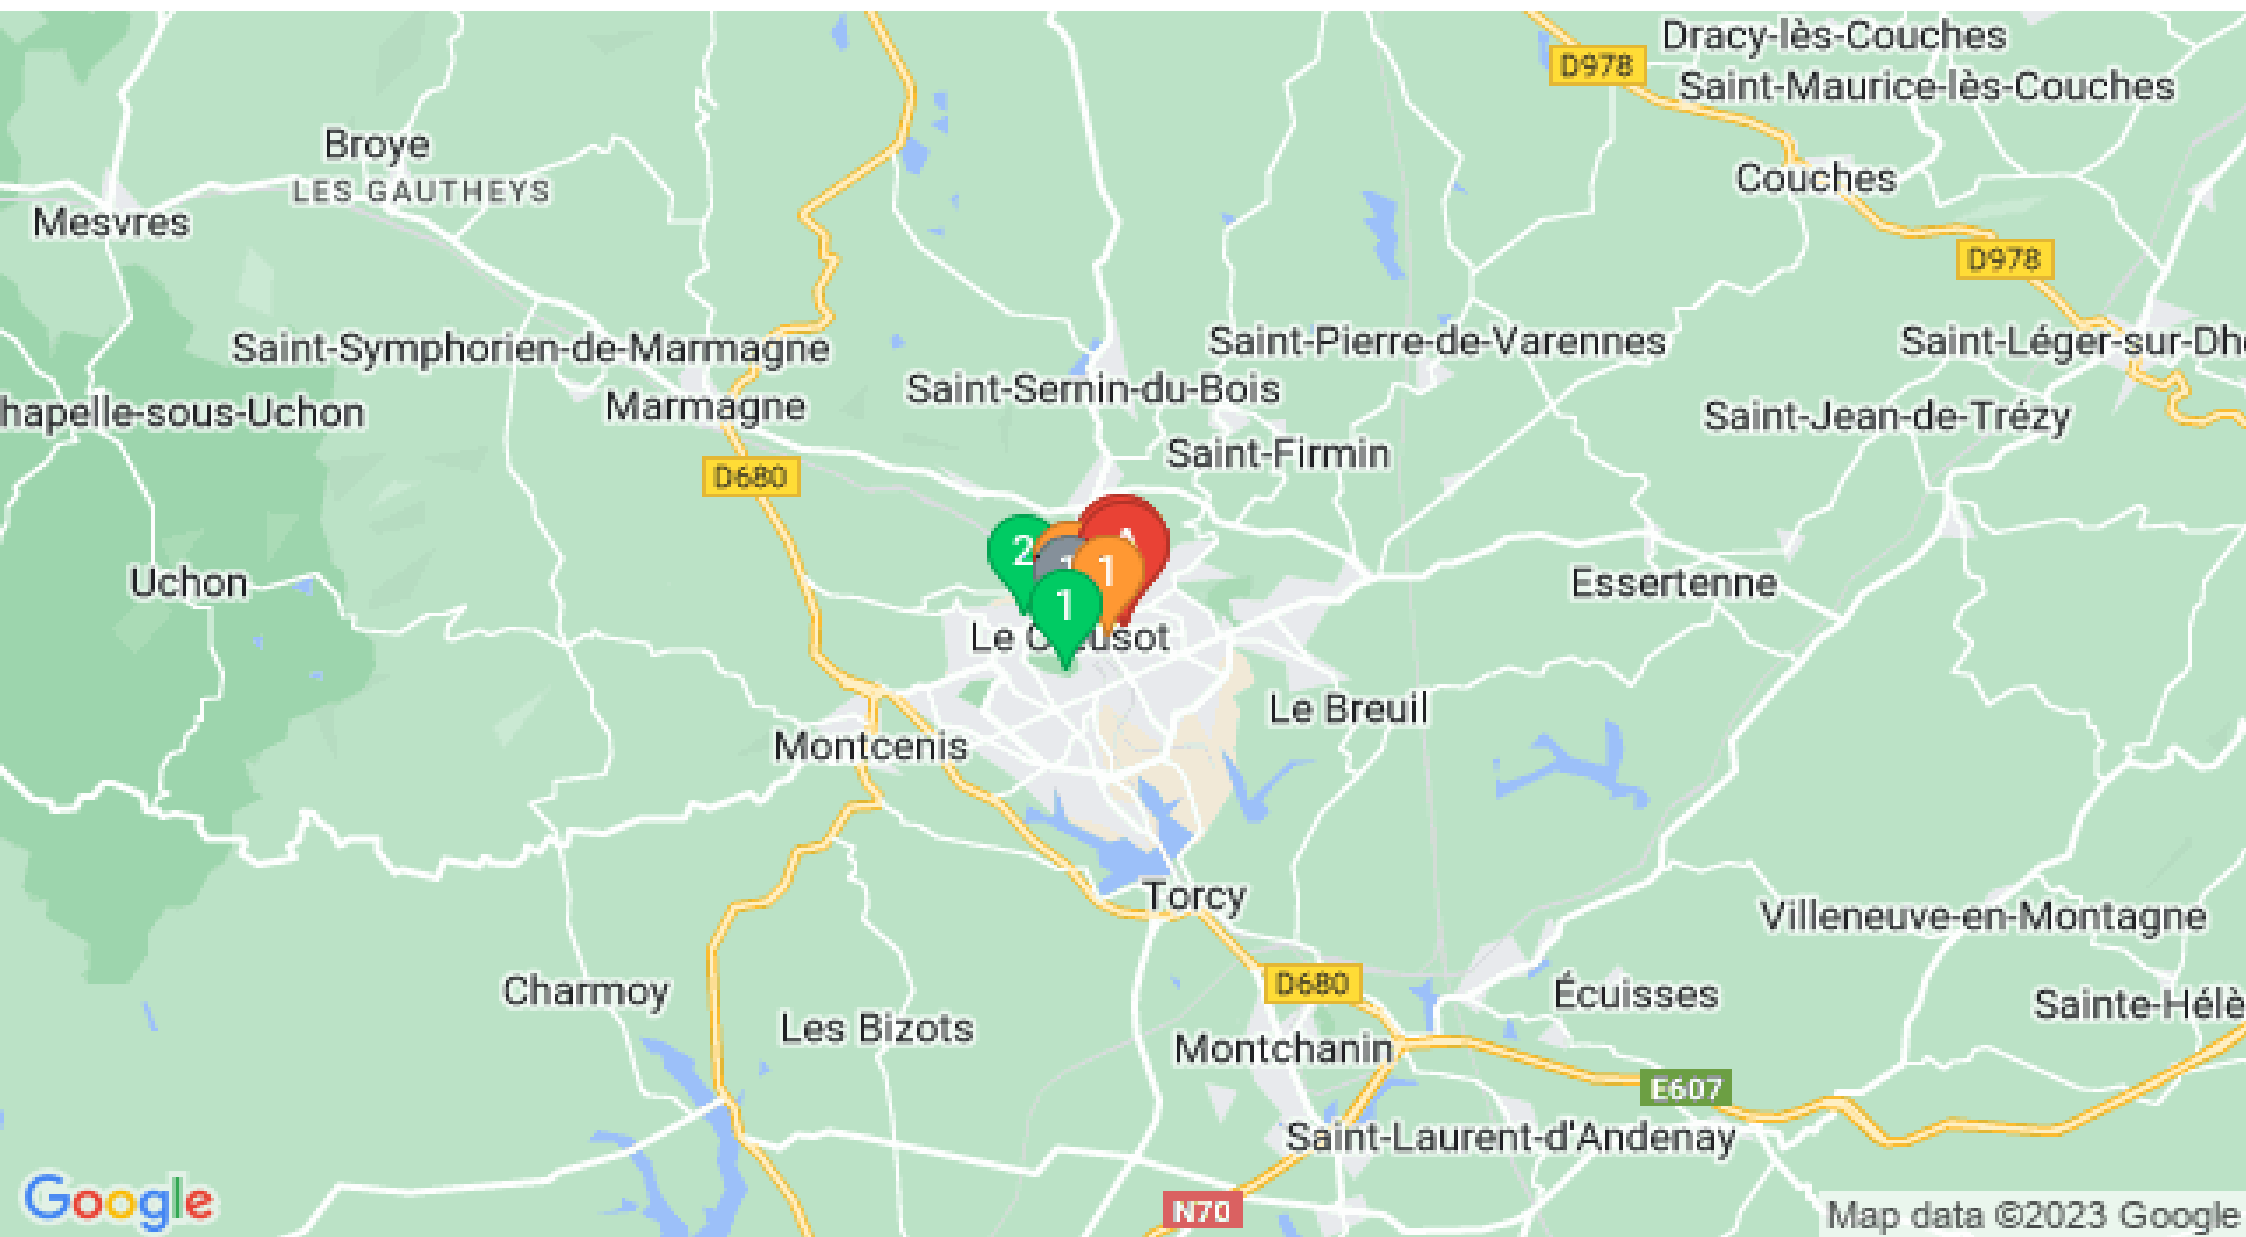 Dracy-lès-Couches
D978
Saint-Maurice-lès-Couches
Broye
Couches
LES GAUTHEYS
Mesvres
D978
Saint-Symphorien-de-Marmagne
Saint-Pierre-de-Varennes
Saint-Léger-sur-Dh
Saint-Sernin-du-Bois
Marmagne
hapelle-sous-Uchon
Saint-Jean-de-Trézy
Saint-Firmin
D680
2
1
1
Uchon
Essertenne
1
Le Creusot
Le Breuil
Montcenis
Torcy
Villeneuve-en-Montagne
D680
Charmoy
Écuisses
Sainte-Hélè
Les Bizots
Montchanin
E607
Saint-Laurent-d'Andenay
Google
N70
Map data ©2023 Google